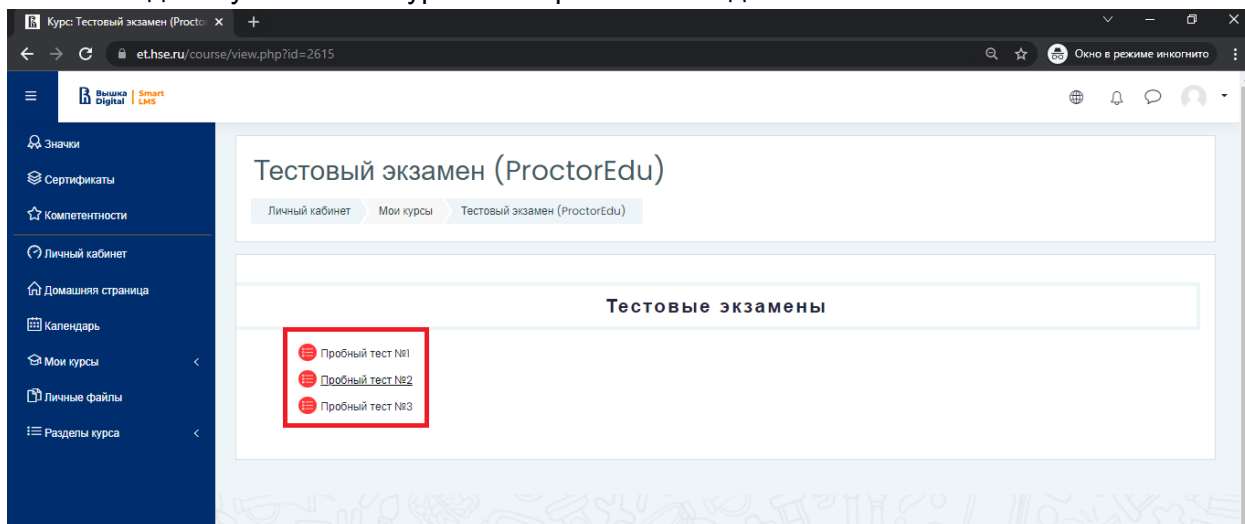 Курс: Тестовый экзамен (Procto
et.hse.ru/course/view.php?id=2615
Окно в режиме инкогнито
Вышка Digital | Smart LMS
Значки
Сертификаты
Компетентности
Личный кабинет
Домашняя страница
Календарь
Мои курсы
Личные файлы
Разделы курса
Тестовый экзамен (ProctorEdu)
Личный кабинет Мои курсы Тестовый экзамен (ProctorEdu)
Тестовые экзамены
Пробный тест №1
Пробный тест №2
Пробный тест №3